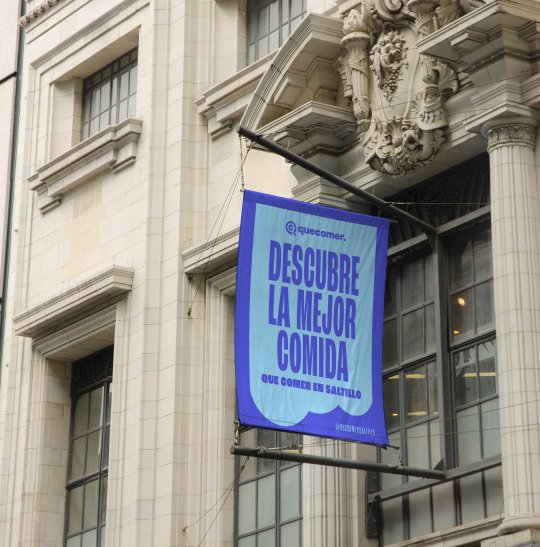 quecomer.
DESCUBRE
LA MEJOR
COMIDA
QUE COMER EN SALTILLO